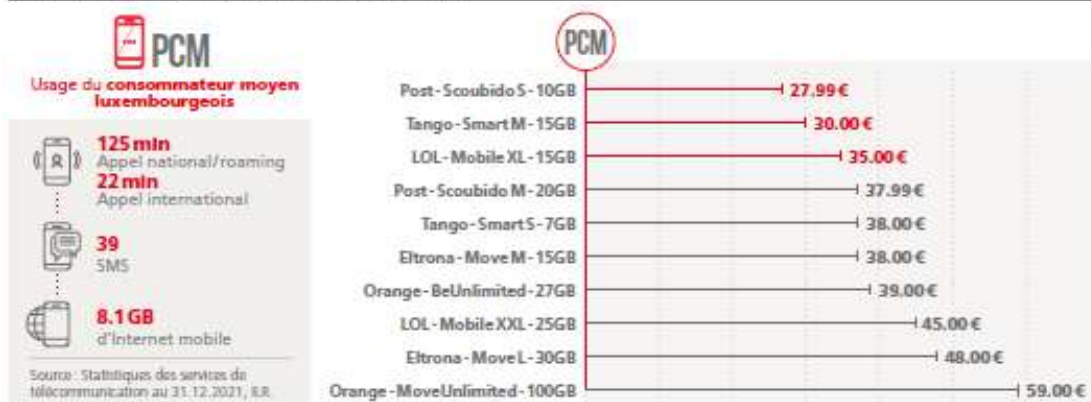 PCM
Usage du consommateur moyen
luxembourgeois
125 min
Appel national/roaming
22 min
Appel international
39
SMS
8.1 GB
d'Internet mobile
Source: Statistiques des services de
télécommunication au 31.12.2021, ILR
PCM
Post - Scoubido S - 10GB 27.99 €
Tango - Smart M - 15GB 30.00 €
LOL - Mobile XL - 15GB 35.00 €
Post - Scoubido M - 20GB 37.99 €
Tango - Smart S - 7GB 38.00 €
Eltrona - Move M - 15GB 38.00 €
Orange - BeUnlimited - 27GB 39.00 €
LOL - Mobile XXL - 25GB 45.00 €
Eltrona - Move L - 30GB 48.00 €
Orange - MoveUnlimited - 100GB 59.00 €